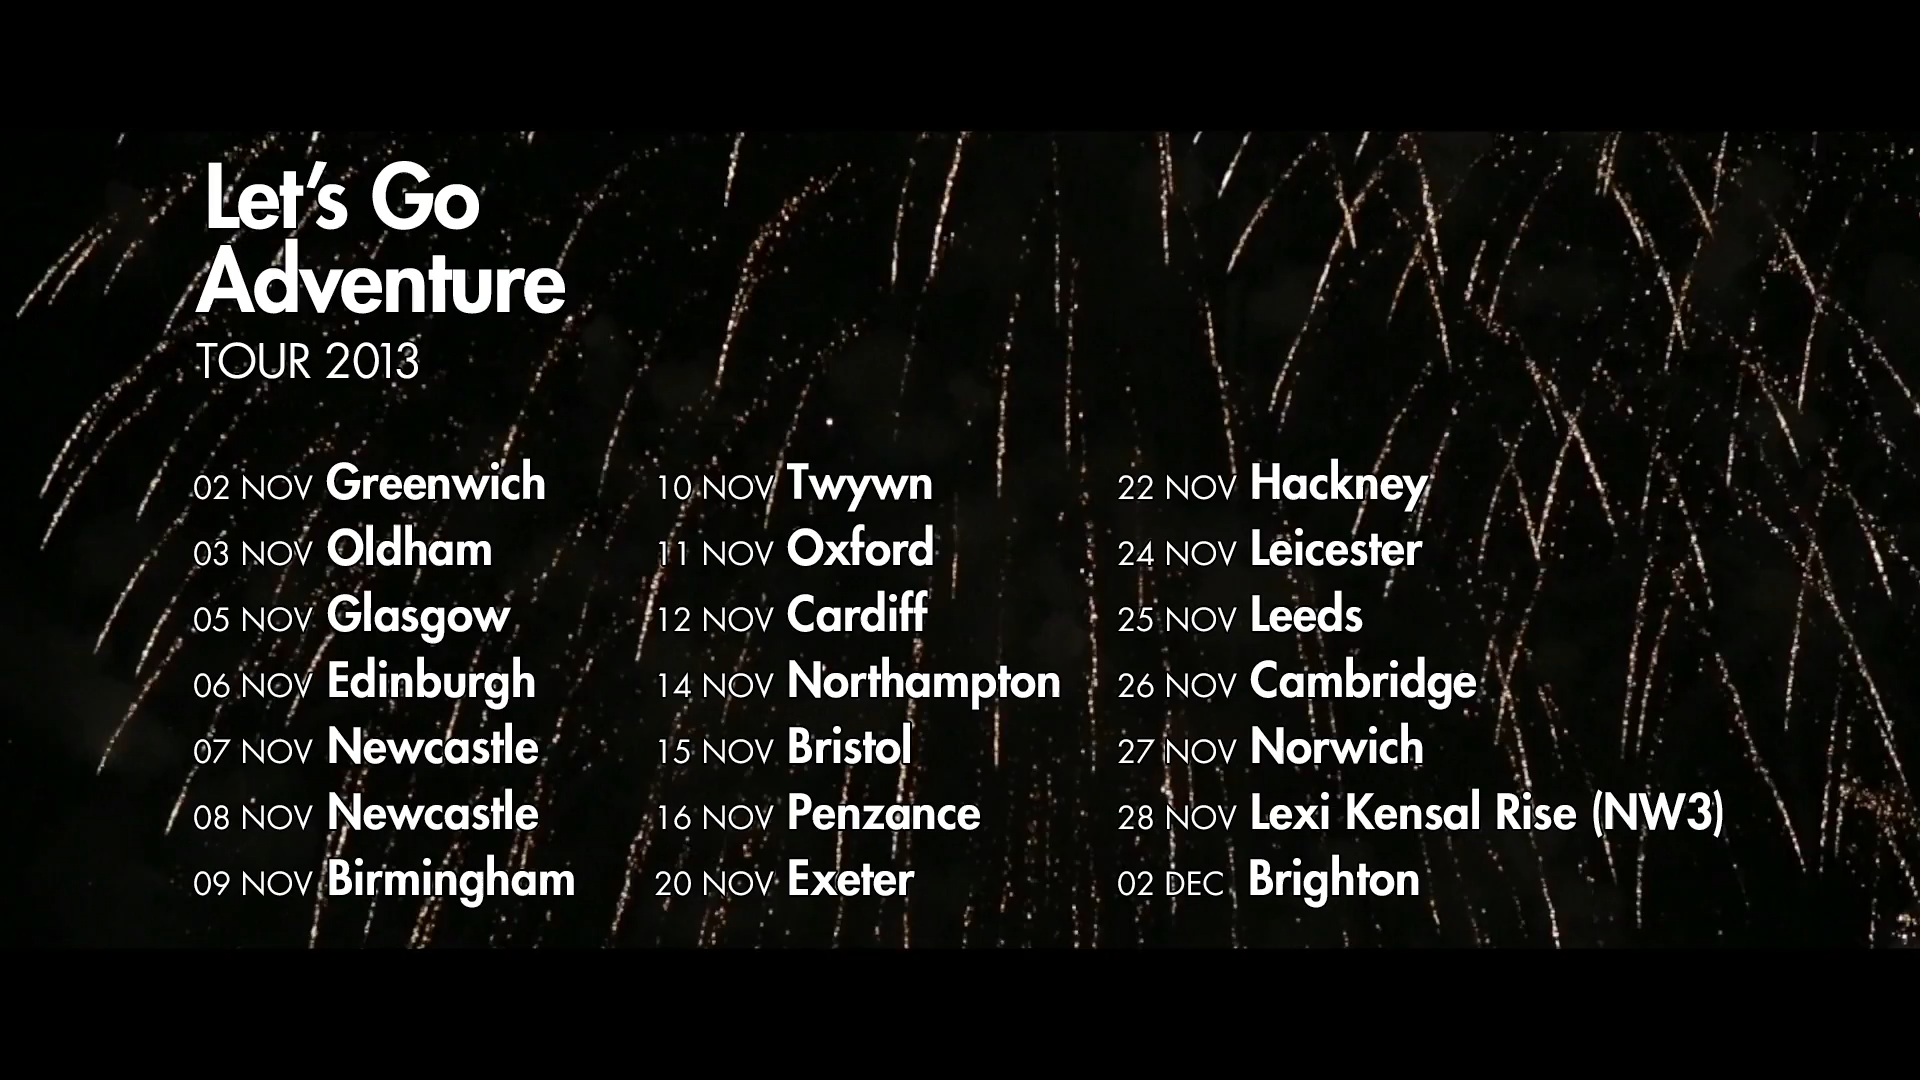 Let's Go
Adventure
TOUR 2013
02 NOV Greenwich
03 NOV Oldham
05 NOV Glasgow
06 NOV Edinburgh
07 NOV Newcastle
08 NOV Newcastle
09 NOV Birmingham
10 NOV Twywn
11 NOV Oxford
12 NOV Cardiff
14 NOV Northampton
15 NOV Bristol
16 NOV Penzance
20 NOV Exeter
22 NOV Hackney
24 NOV Leicester
25 NOV Leeds
26 NOV Cambridge
27 NOV Norwich
28 NOV Lexi Kensal Rise (NW3)
02 DEC Brighton